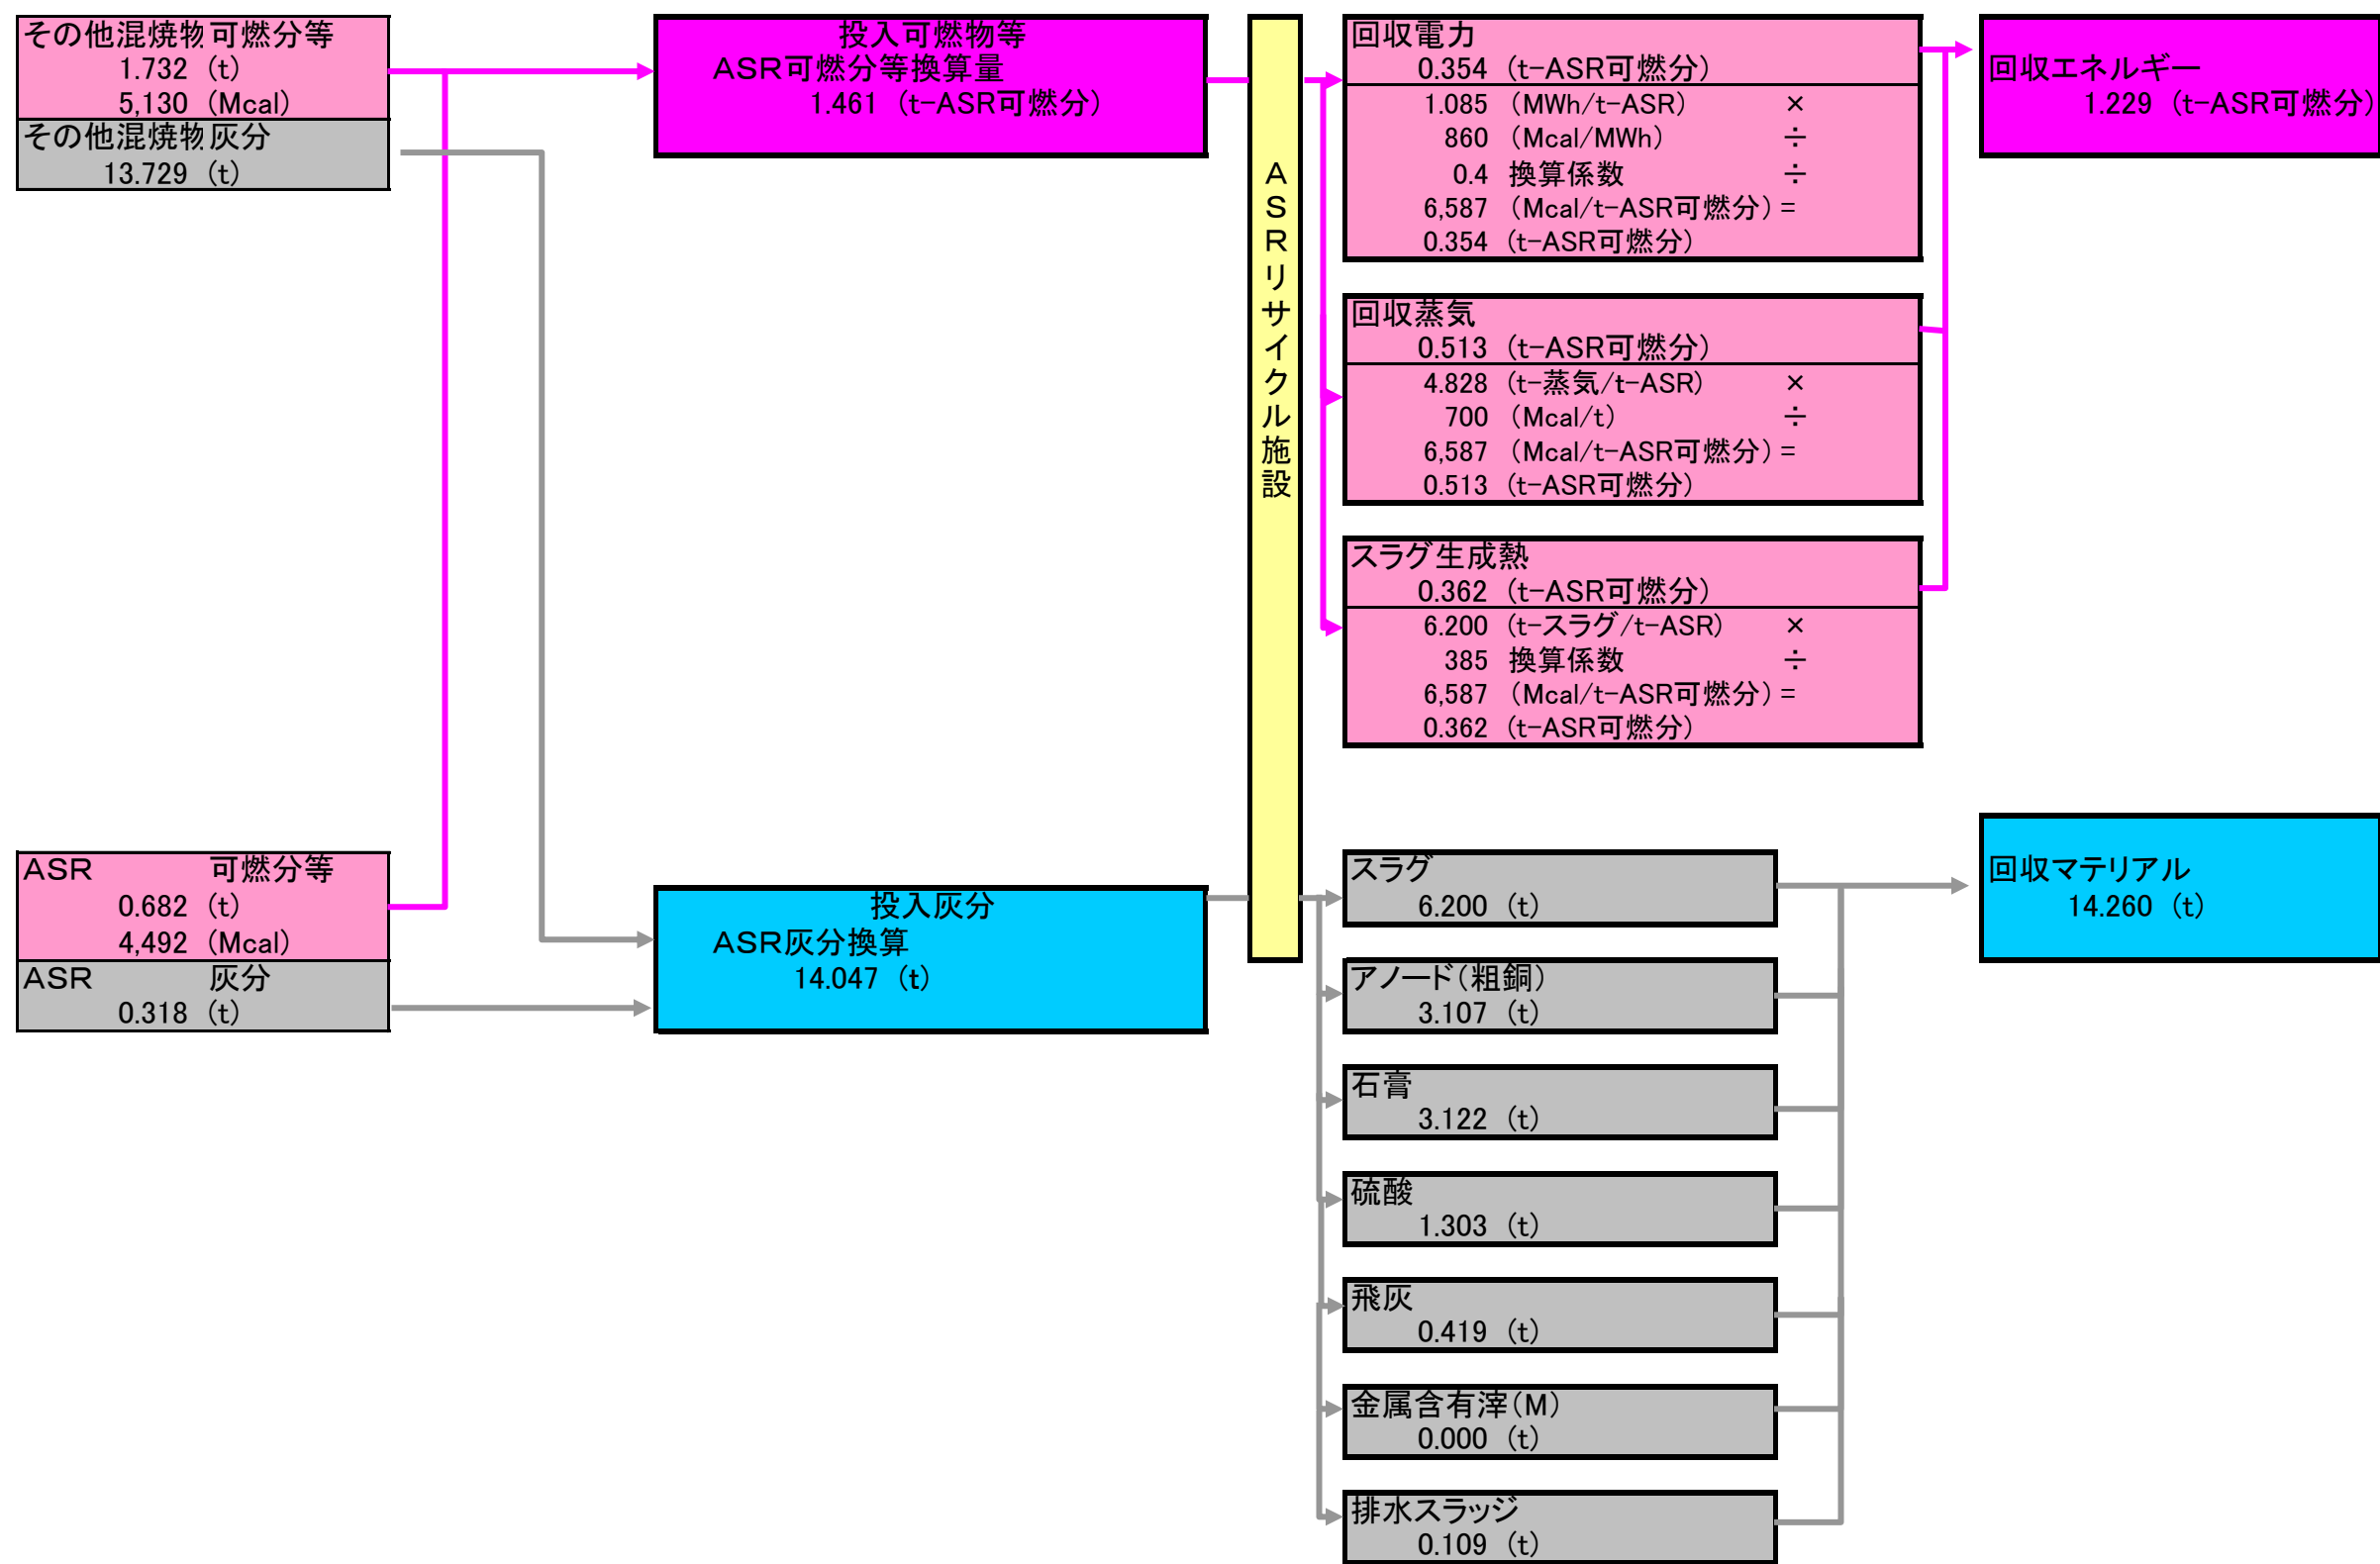 その他混焼物 可燃分等
1.732 (t)
5,130 (Mcal)
その他混焼物 灰分
13.729 (t)
投入可燃物等
ASR可燃分等換算量
1.461 (t-ASR可燃分)
ASRリサイクル施設
回収電力
0.354 (t-ASR可燃分)
1.085 (MWh/t-ASR) ×
860 (Mcal/MWh) ÷
0.4 換算係数 ÷
6,587 (Mcal/t-ASR可燃分) =
0.354 (t-ASR可燃分)
回収エネルギー
1.229 (t-ASR可燃分)
回収蒸気
0.513 (t-ASR可燃分)
4.828 (t-蒸気/t-ASR) ×
700 (Mcal/t) ÷
6,587 (Mcal/t-ASR可燃分) =
0.513 (t-ASR可燃分)
スラグ生成熱
0.362 (t-ASR可燃分)
6.200 (t-スラグ/t-ASR) ×
385 換算係数 ÷
6,587 (Mcal/t-ASR可燃分) =
0.362 (t-ASR可燃分)
ASR 可燃分等
0.682 (t)
4,492 (Mcal)
ASR 灰分
0.318 (t)
投入灰分
ASR灰分換算
14.047 (t)
スラグ
6.200 (t)
アノード(粗銅)
3.107 (t)
石膏
3.122 (t)
硫酸
1.303 (t)
飛灰
0.419 (t)
金属含有滓(M)
0.000 (t)
排水スラッジ
0.109 (t)
回収マテリアル
14.260 (t)